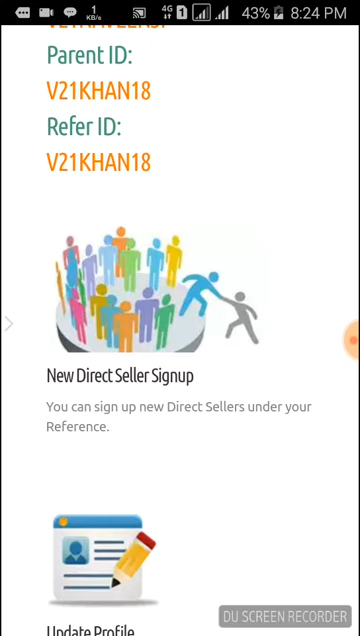 1
KB/s
4G
1
43%
8:24 PM
Parent ID:
V21KHAN18
Refer ID:
V21KHAN18
New Direct Seller Signup
You can sign up new Direct Sellers under your
Reference.
DU SCREEN RECORDER
Update Profile